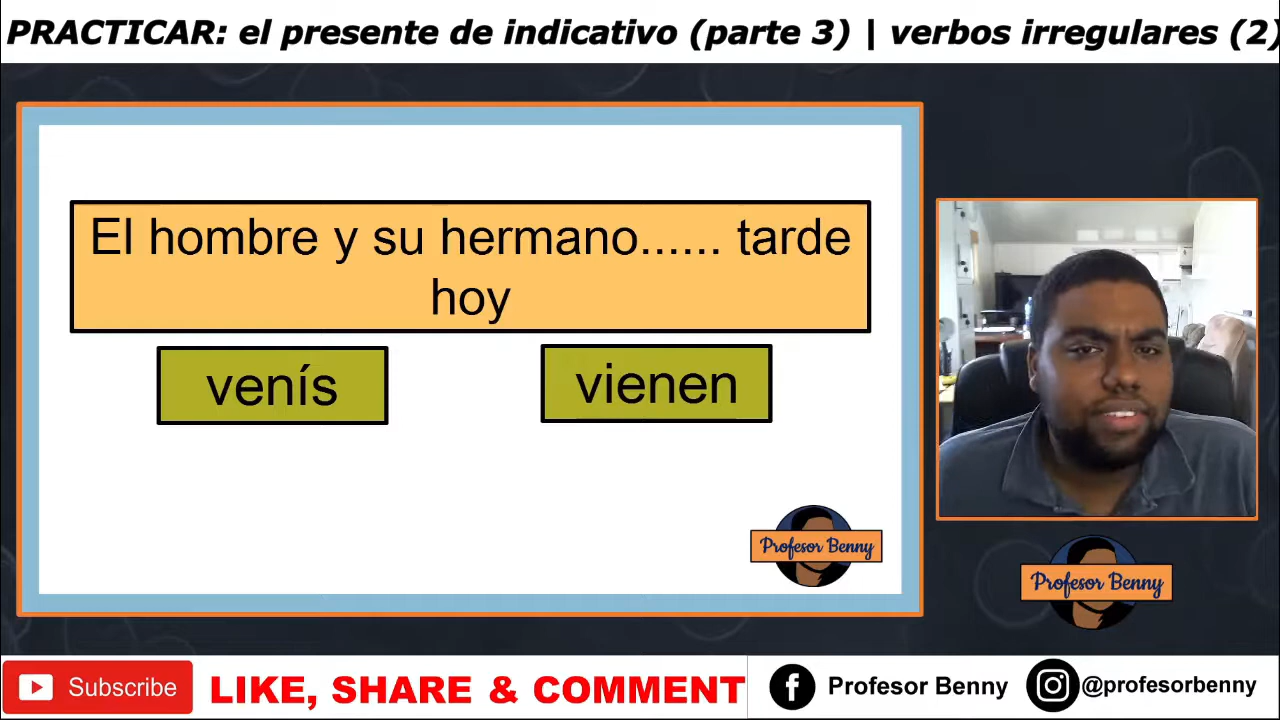 PRACTICAR: el presente de indicativo (parte 3) | verbos irregulares (2)
El hombre y su hermano...... tarde
hoy
venís
vienen
Profesor Benny
Profesor Benny
Subscribe
LIKE, SHARE & COMMENT
Profesor Benny
@profesorbenny